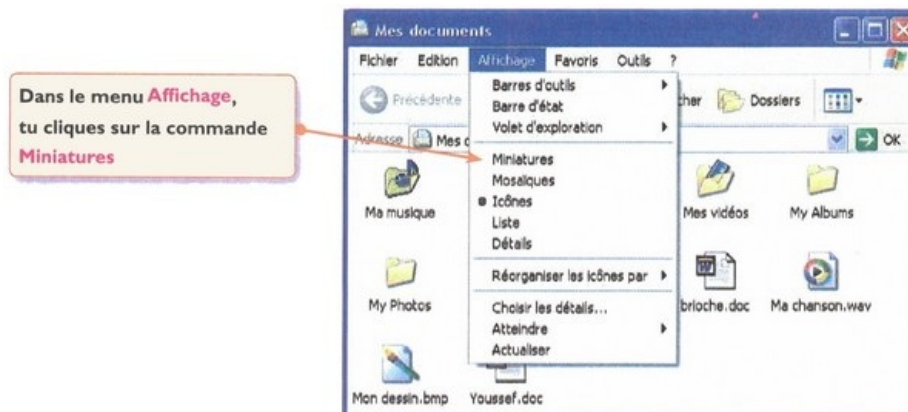 Dans le menu Affichage,
tu cliques sur la commande
Miniatures
Mes documents
Fichier Edition Affichage Favoris Outils ?
Précédente cher Dossiers
Adresse Mes d OK
Barres d'outils
Barre d'état
Volet d'exploration
Miniatures
Mosaïques
Icônes
Liste
Détails
Réorganiser les icônes par
Choisir les détails...
Atteindre
Actualiser
Ma musique Mes vidéos My Albums
My Photos brioche.doc Ma chanson.wav
Mon dessin.bmp Youssef.doc